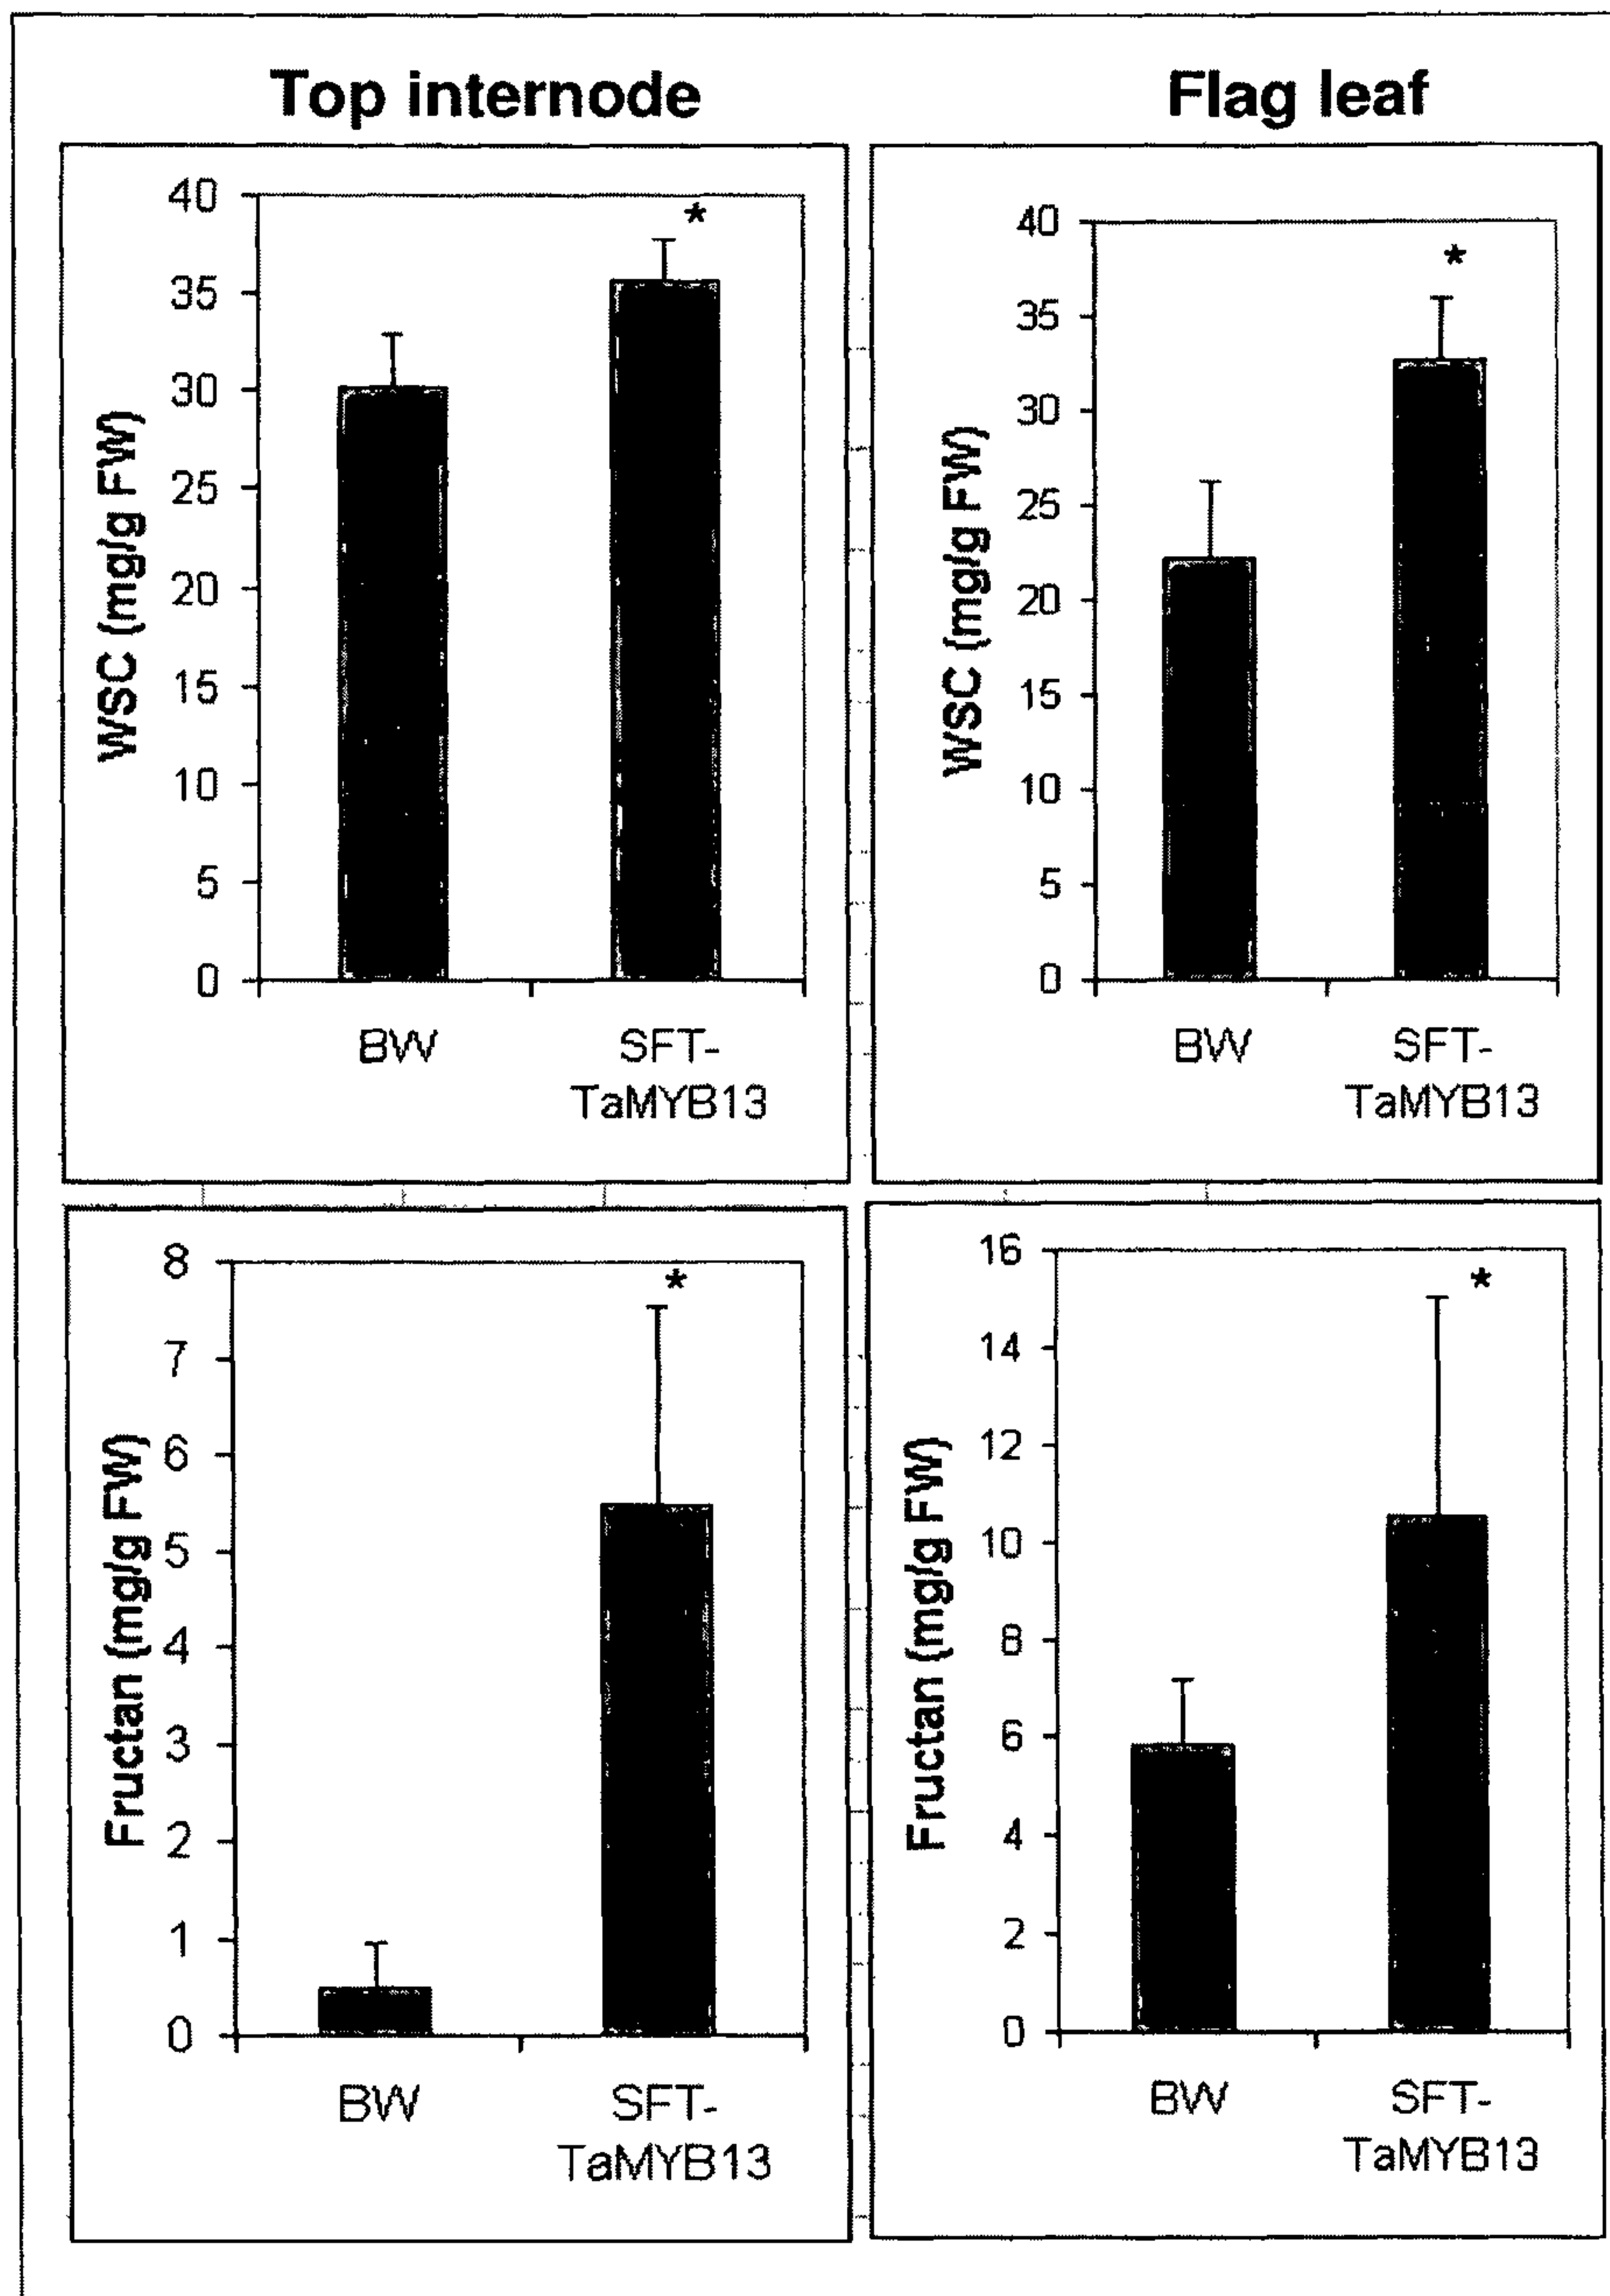 Top internode
Flag leaf
WSC (mg/g FW)
40
35
30
25
20
15
10
5
0
*
BW
SFT-
TaMYB13
WSC (mg/g FW)
40
35
30
25
20
15
10
5
0
*
BW
SFT-
TaMYB13
Fructan (mg/g FW)
8
7
6
5
4
3
2
1
0
*
BW
SFT-
TaMYB13
Fructan (mg/g FW)
16
14
12
10
8
6
4
2
0
*
BW
SFT-
TaMYB13